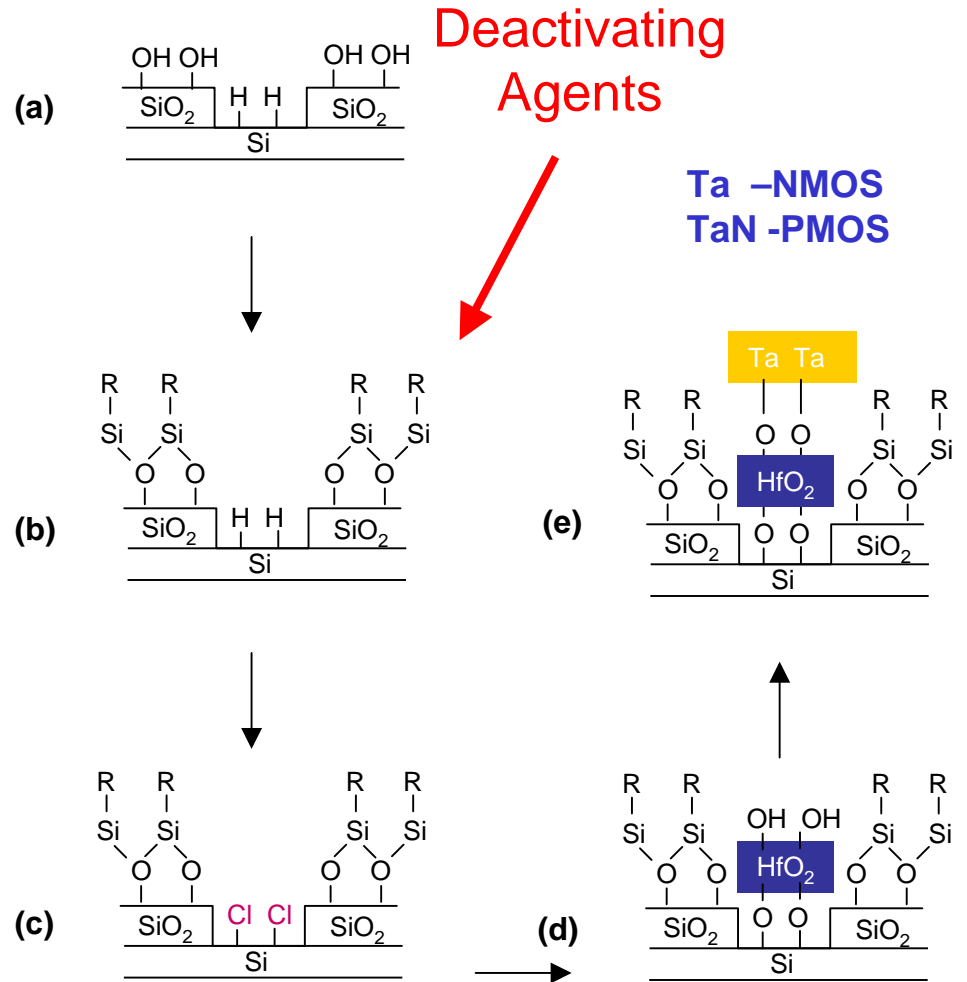 Deactivating
Agents
Ta –NMOS
TaN -PMOS
(a)
OH OH OH OH
H H
SiO2 SiO2
Si
(b)
R R R R
Si Si Si Si
O O O O
H H
SiO2 SiO2
Si
(c)
R R R R
Si Si Si Si
O O O O
Cl Cl
SiO2 SiO2
Si
(d)
R R R R
OH OH
Si Si Si Si
HfO2
O O O O
O O
SiO2 SiO2
Si
(e)
Ta Ta
R R R R
O O
Si Si Si Si
HfO2
O O O O
O O
SiO2 SiO2
Si